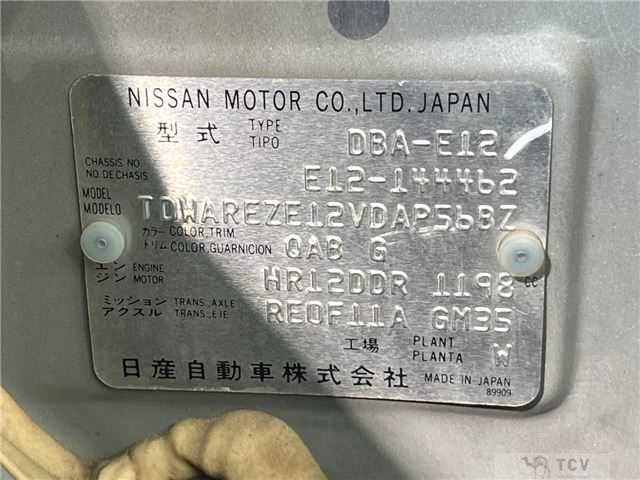 NISSAN MOTOR CO.,LTD. JAPAN
型式 TYPE TIPO DBA-E12
CHASSIS NO NO. DE CHASIS E12-144462
MODEL MODELO TDWAREZE12VDAP56BZ
カラー COLOR, TRIM
トリム COLOR, GUARNICION QAB G
エンジン ENGINE MOTOR HR12DDR 1198 CC
ミッション TRANS. AXLE
アクスル TRANS. EJE RE0F11A GM35
工場 PLANT PLANTA W
日産自動車株式会社 MADE IN JAPAN
89909
TCV